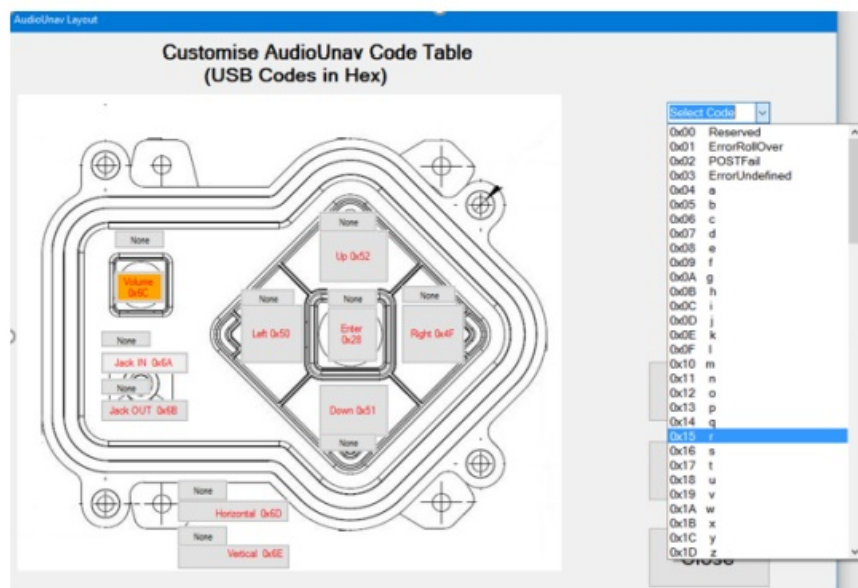 AudioUnav Layout
Customise AudioUnav Code Table
(USB Codes in Hex)
None
Volume
0x6C
None
Jack IN 0x6A
None
Jack OUT 0x6B
None
Up 0x52
None
Left 0x50
None
Enter
0x28
None
Right 0x4F
Down 0x51
None
None
Horizontal 0x6D
None
Vertical 0x6E
Select Code
0x00 Reserved
0x01 ErrorRollOver
0x02 POSTFail
0x03 ErrorUndefined
0x04 a
0x05 b
0x06 c
0x07 d
0x08 e
0x09 f
0x0A g
0x0B h
0x0C i
0x0D j
0x0E k
0x0F l
0x10 m
0x11 n
0x12 o
0x13 p
0x14 q
0x15 r
0x16 s
0x17 t
0x18 u
0x19 v
0x1A w
0x1B x
0x1C y
0x1D z
Close